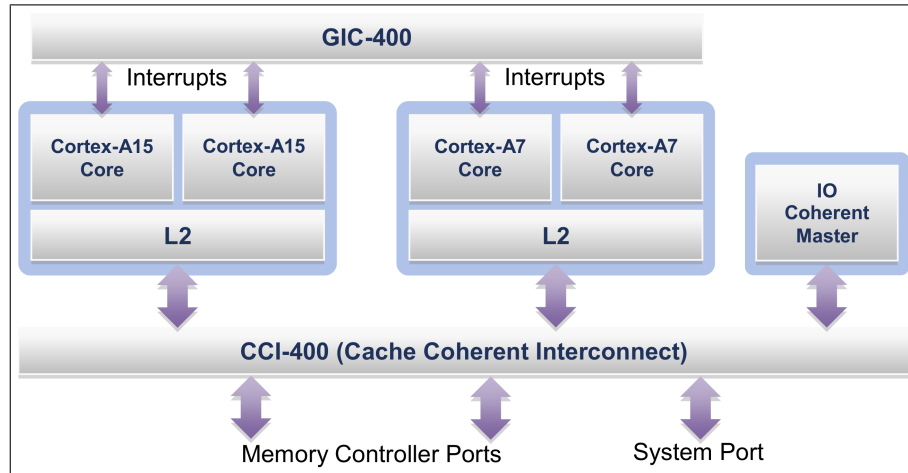 GIC-400
Interrupts
Interrupts
Cortex-A15
Core
Cortex-A15
Core
Cortex-A7
Core
Cortex-A7
Core
L2
L2
IO
Coherent
Master
CCI-400 (Cache Coherent Interconnect)
Memory Controller Ports
System Port